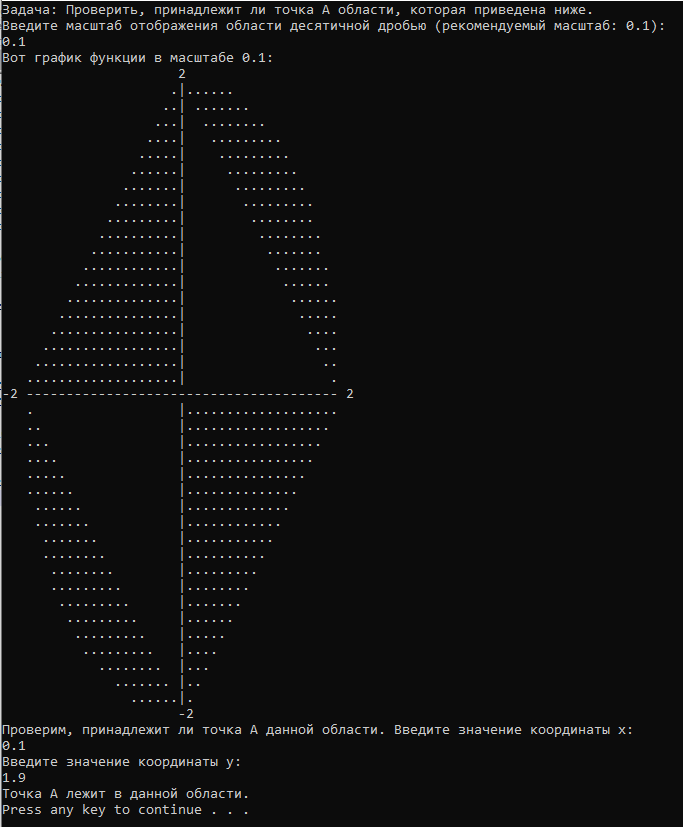 Задача: Проверить, принадлежит ли точка А области, которая приведена ниже.
Введите масштаб отображения области десятичной дробью (рекомендуемый масштаб: 0.1):
0.1
Вот график функции в масштабе 0.1:
2
-2 --------------------------------------- 2
-2
Проверим, принадлежит ли точка А данной области. Введите значение координаты x:
0.1
Введите значение координаты y:
1.9
Точка А лежит в данной области.
Press any key to continue . . .